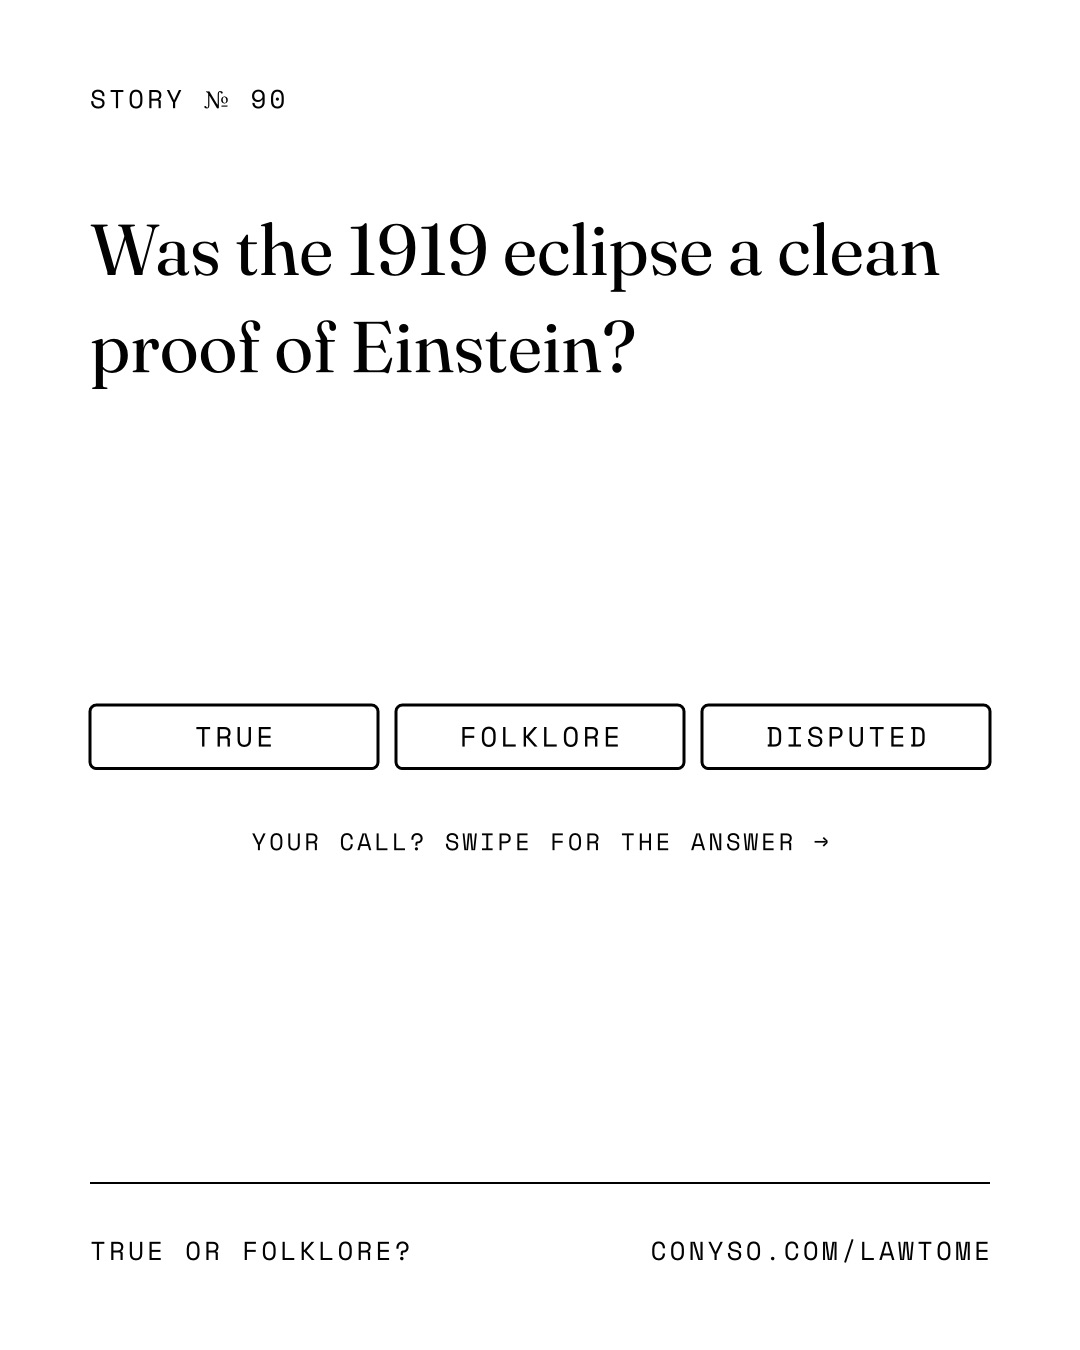 STORY № 90
Was the 1919 eclipse a clean
proof of Einstein?
TRUE
FOLKLORE
DISPUTED
YOUR CALL? SWIPE FOR THE ANSWER →
TRUE OR FOLKLORE?
CONYSO.COM/LAWTOME